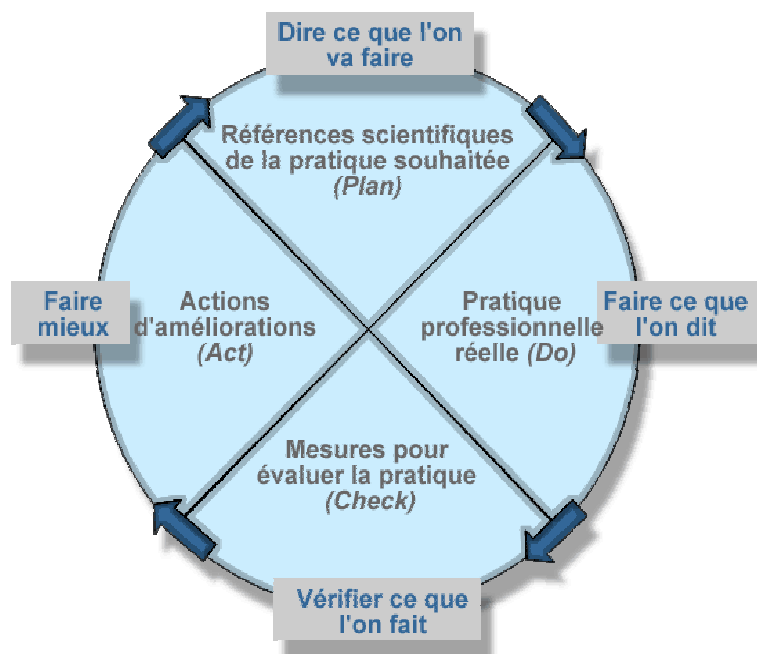 Dire ce que l'on
va faire
Références scientifiques
de la pratique souhaitée
(Plan)
Faire
mieux
Actions
d'améliorations
(Act)
Pratique
professionnelle
réelle (Do)
Faire ce que
l'on dit
Mesures pour
évaluer la pratique
(Check)
Vérifier ce que
l'on fait